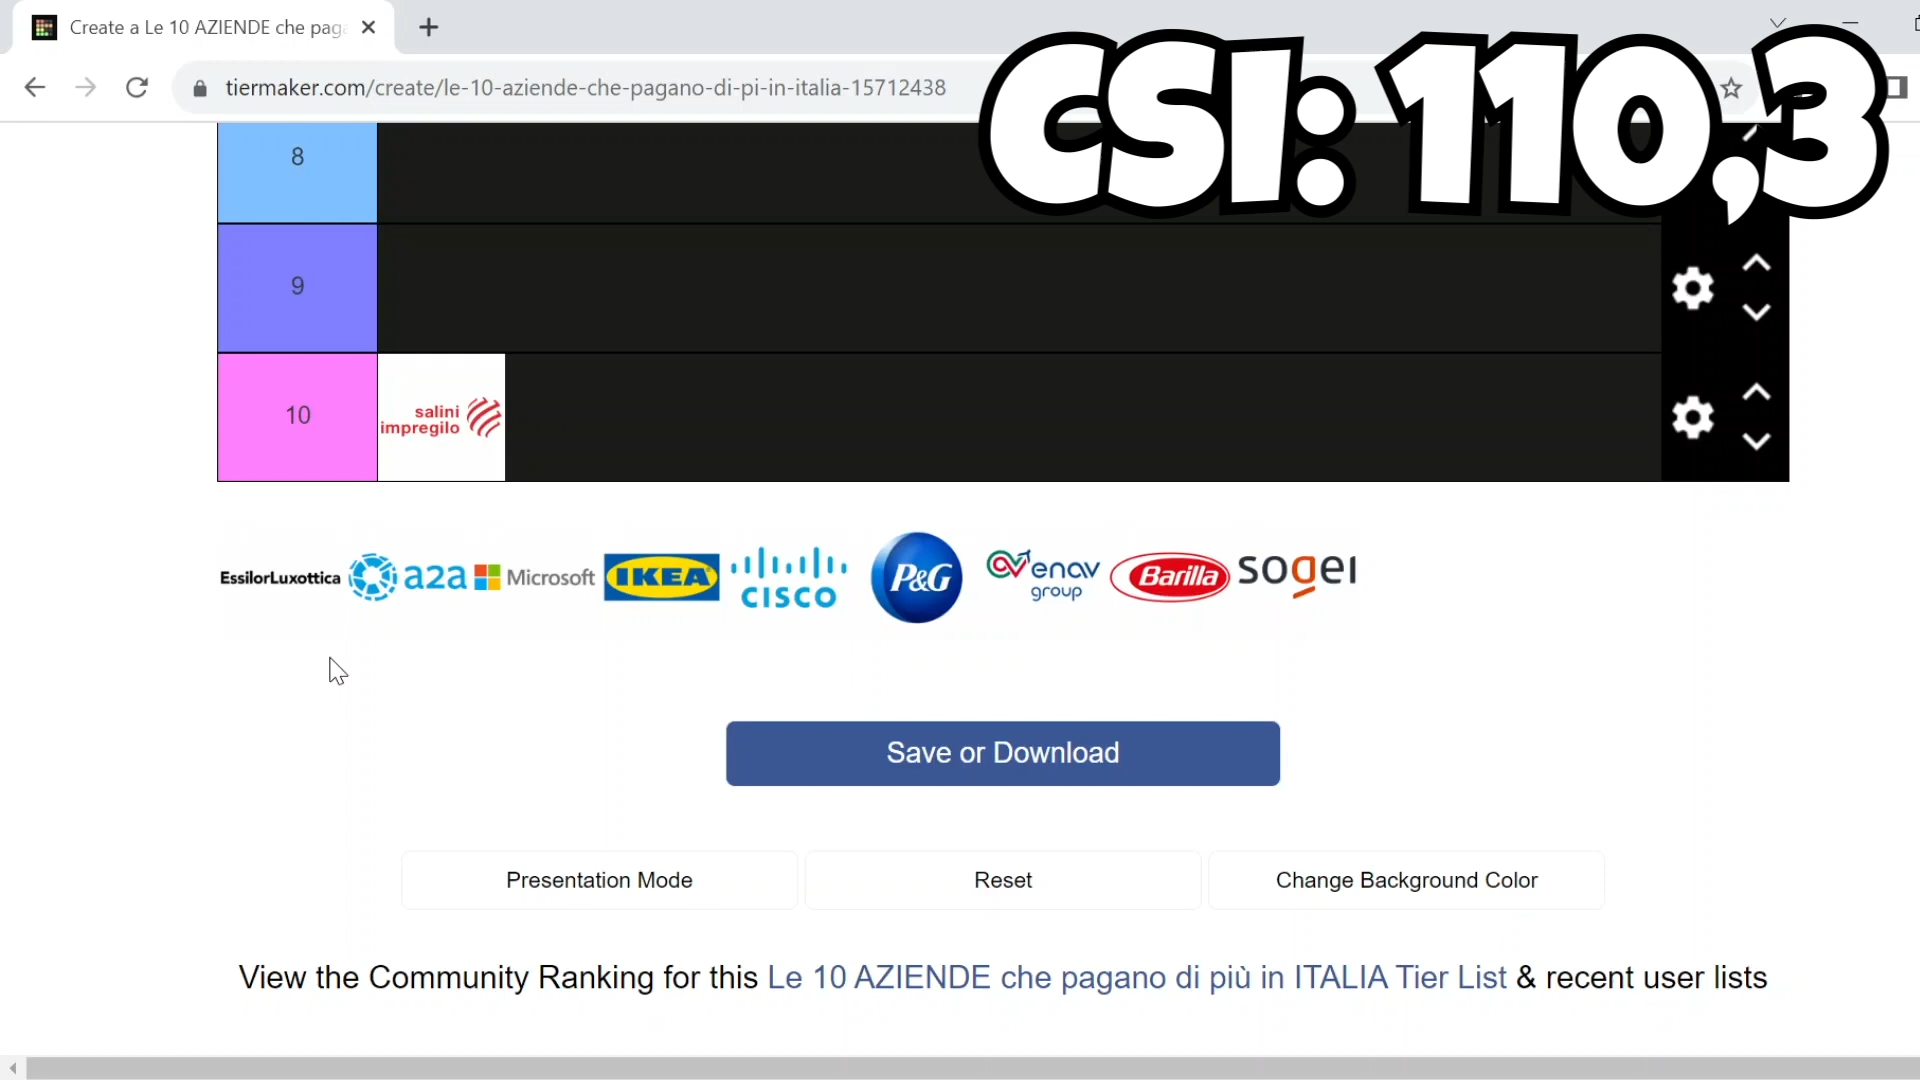 Create a Le 10 AZIENDE che paga
tiermaker.com/create/le-10-aziende-che-pagano-di-pi-in-italia-15712438
CSI: 110,3
8
9
10
salini
impregilo
EssilorLuxottica
a2a
Microsoft
IKEA
CISCO
P&G
enav
group
Barilla
sogei
Save or Download
Presentation Mode
Reset
Change Background Color
View the Community Ranking for this Le 10 AZIENDE che pagano di più in ITALIA Tier List & recent user lists